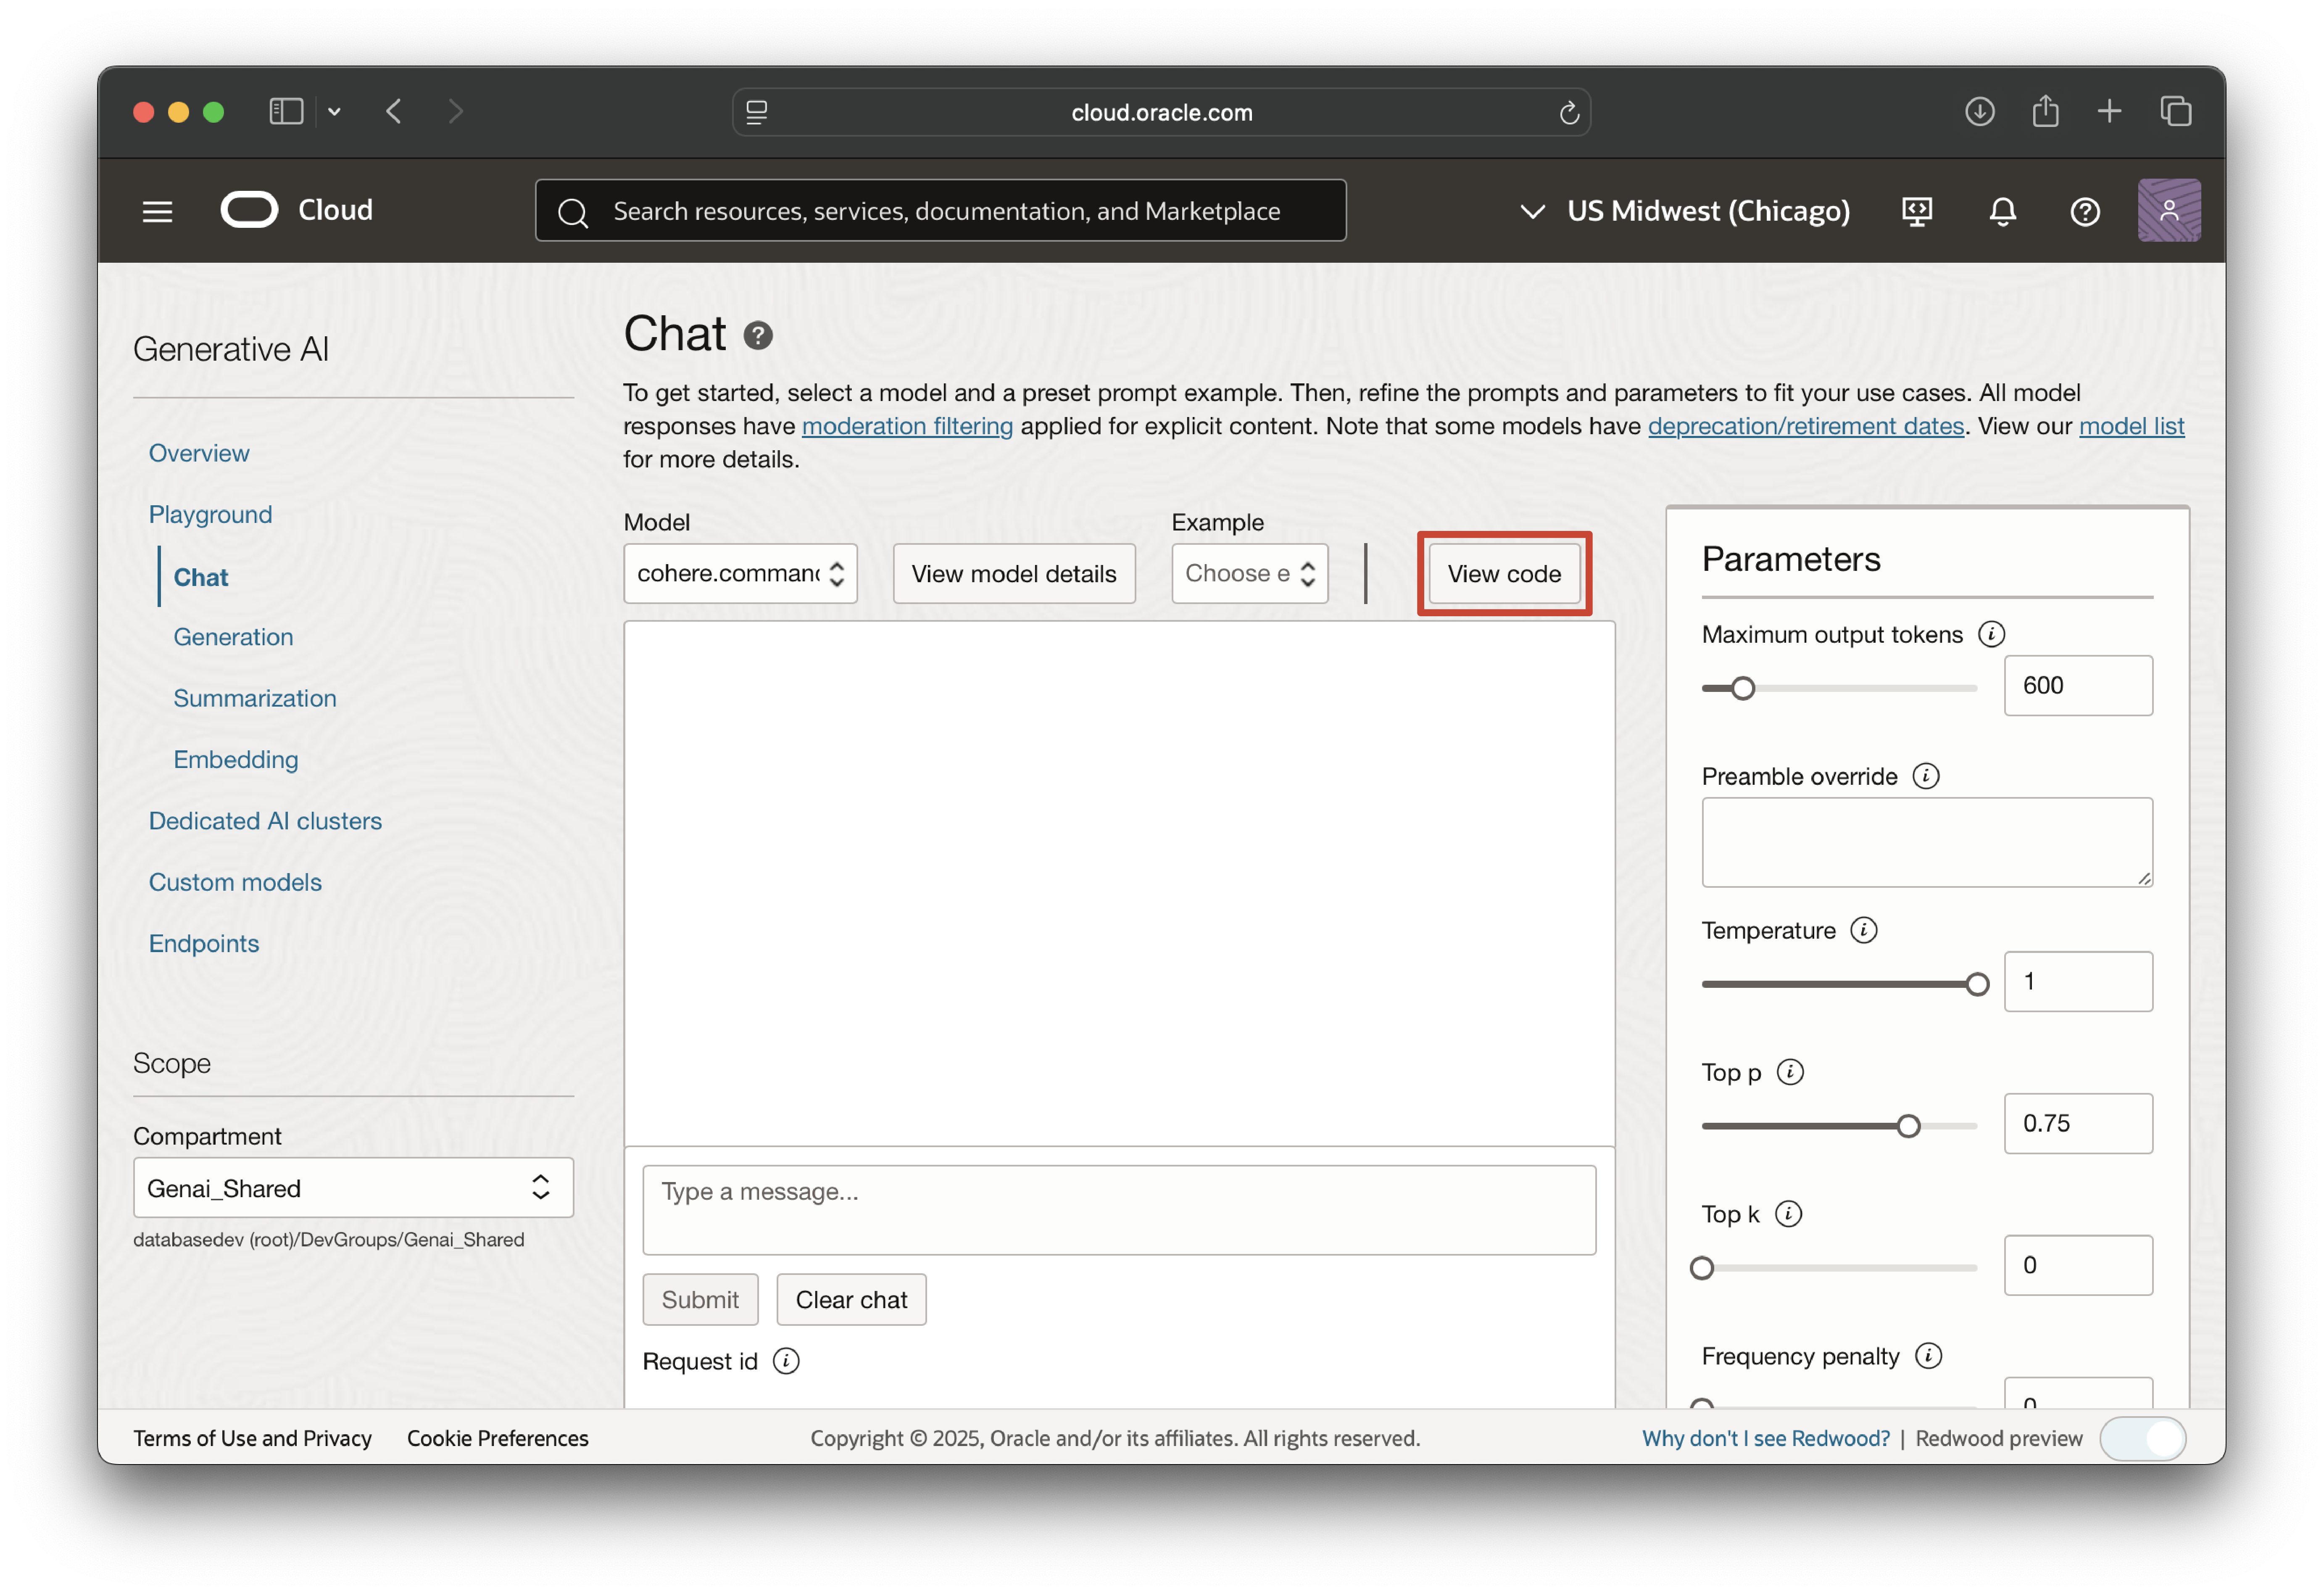 cloud.oracle.com
Cloud
Search resources, services, documentation, and Marketplace
US Midwest (Chicago)
Generative AI
Overview
Playground
Chat
Generation
Summarization
Embedding
Dedicated AI clusters
Custom models
Endpoints
Scope
Compartment
Genai_Shared
databasedev (root)/DevGroups/Genai_Shared
Chat
To get started, select a model and a preset prompt example. Then, refine the prompts and parameters to fit your use cases. All model
responses have moderation filtering applied for explicit content. Note that some models have deprecation/retirement dates. View our model list
for more details.
Model
cohere.comman
View model details
Example
Choose e
View code
Type a message...
Submit
Clear chat
Request id
Parameters
Maximum output tokens
600
Preamble override
Temperature
1
Top p
0.75
Top k
0
Frequency penalty
0
Terms of Use and Privacy
Cookie Preferences
Copyright © 2025, Oracle and/or its affiliates. All rights reserved.
Why don't I see Redwood? | Redwood preview